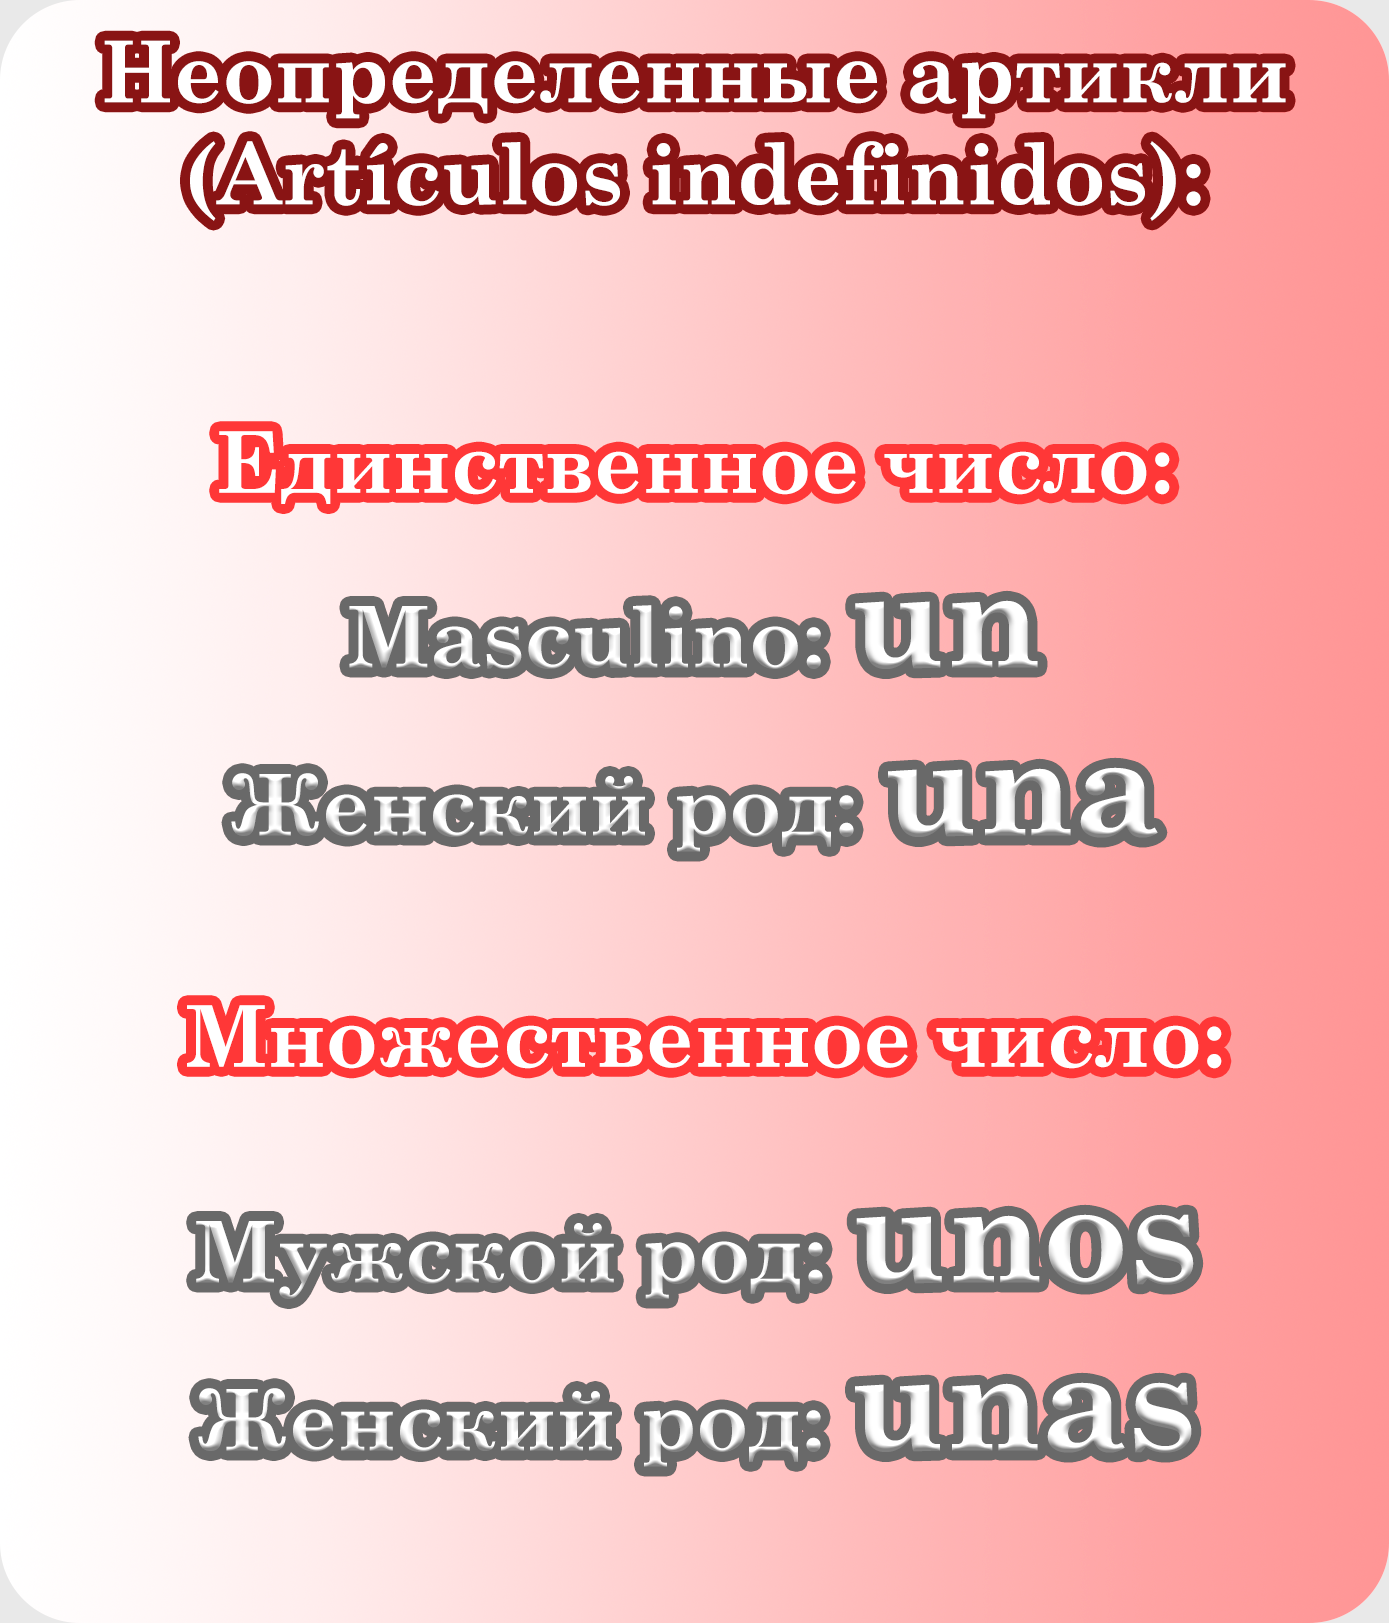 Неопределенные артикли
(Artículos indefinidos):
Единственное число:
Masculino: un
Женский род: una
Множественное число:
Мужской род: unos
Женский род: unas